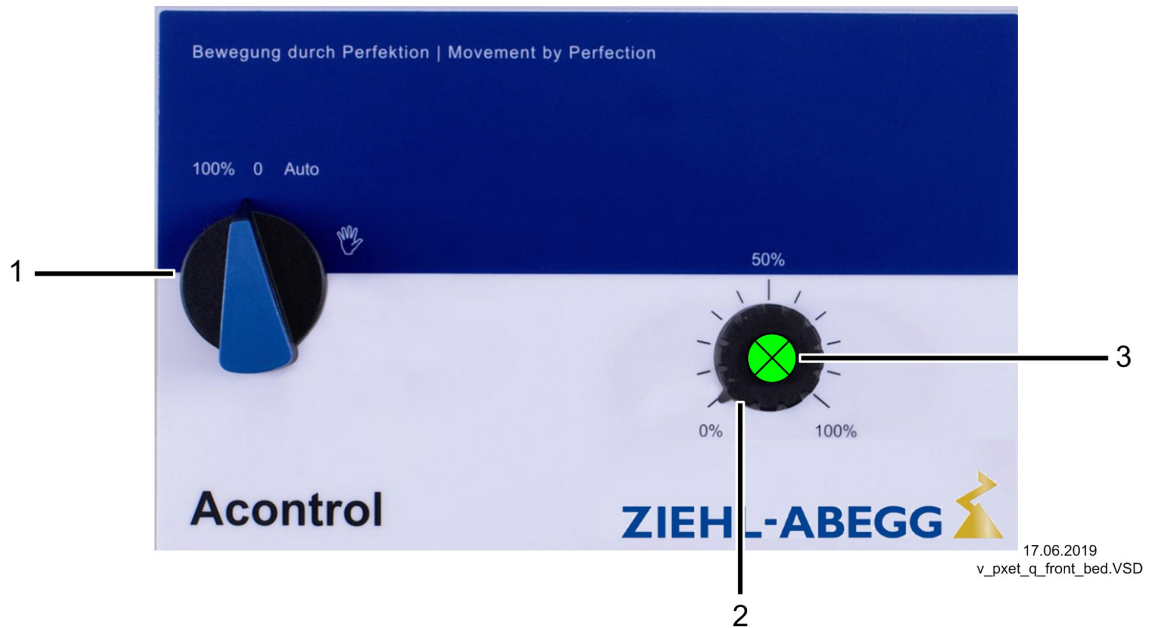 Bewegung durch Perfektion | Movement by Perfection
100% 0 Auto
1
50%
3
0% 100%
Acontrol
ZIEHL-ABEGG
17.06.2019
v_pxet_q_front_bed.VSD
2